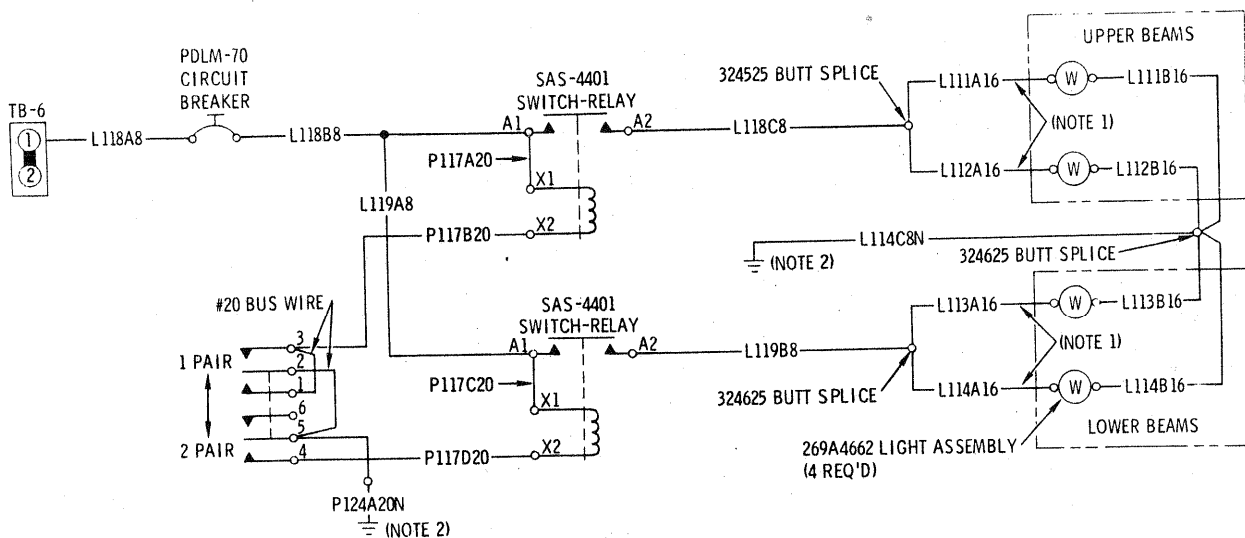 UPPER BEAMS
PDLM-70
CIRCUIT
BREAKER
SAS-4401
SWITCH-RELAY
324525 BUTT SPLICE
L111A16
W
L111B16
TB-6
1
2
L118A8
L118B8
A1
A2
L118C8
(NOTE 1)
P117A20
X1
L112A16
W
L112B16
L119A8
P117B20
X2
L114C8N
(NOTE 2)
324625 BUTT SPLICE
#20 BUS WIRE
SAS-4401
SWITCH-RELAY
L113A16
W
L113B16
3
A1
A2
L119B8
(NOTE 1)
1 PAIR
2
1
P117C20
X1
324625 BUTT SPLICE
L114A16
W
L114B16
6
5
2 PAIR
4
P117D20
X2
269A4662 LIGHT ASSEMBLY
(4 REQ'D)
LOWER BEAMS
P124A20N
(NOTE 2)